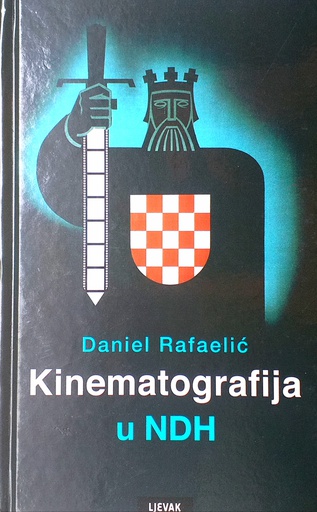 Daniel Rafaelić
Kinematografija
u NDH
LJEVAK